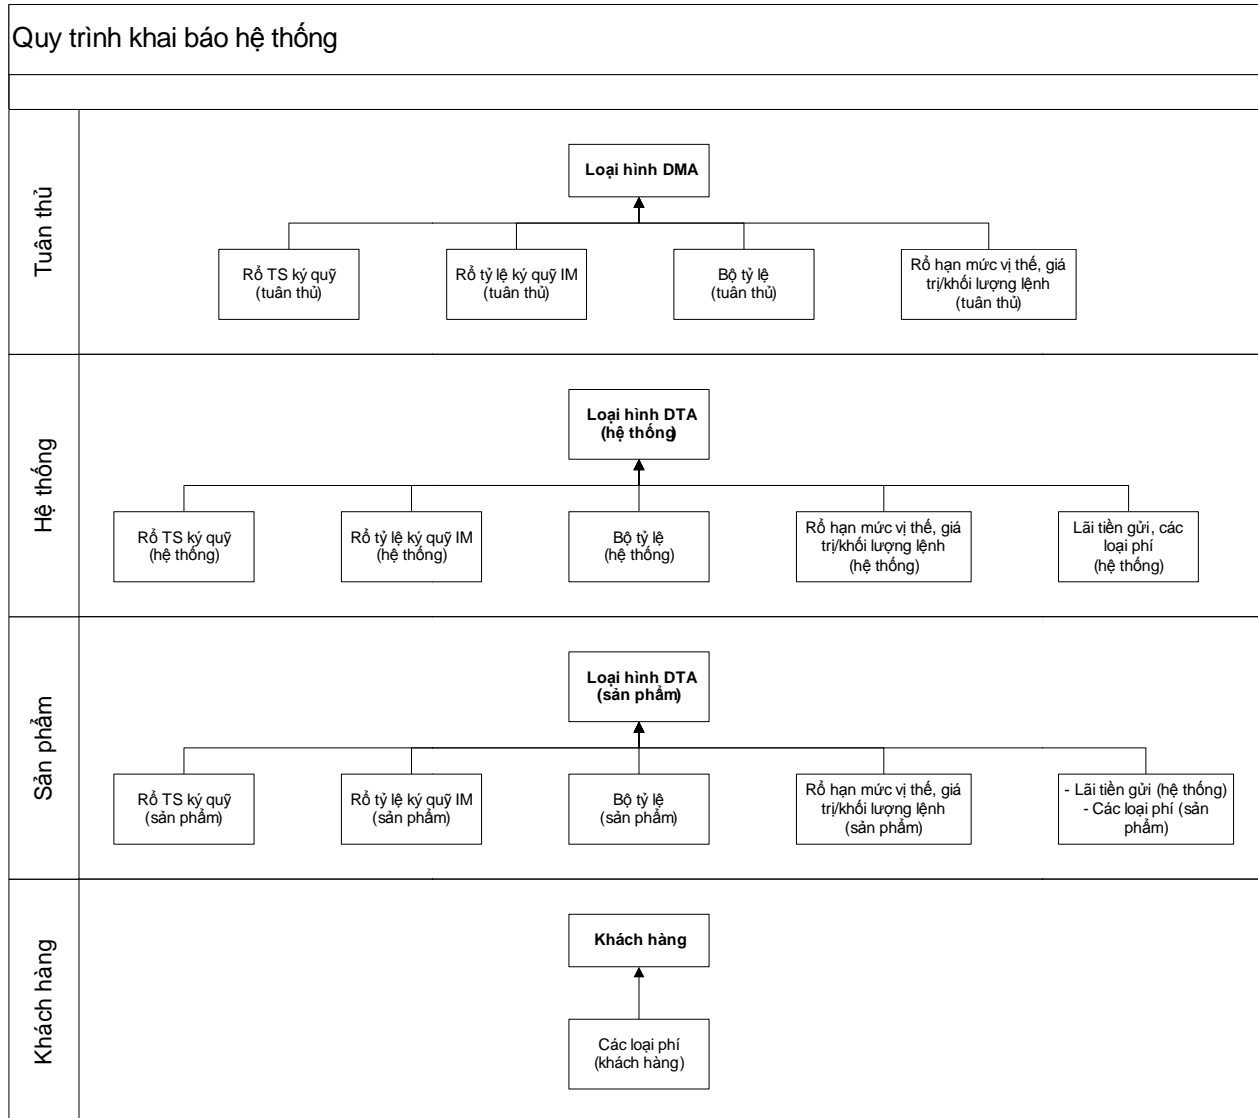 Quy trình khai báo hệ thống
Tuân thủ
Loại hình DMA
Rổ TS ký quỹ
(tuân thủ)
Rổ tỷ lệ ký quỹ IM
(tuân thủ)
Bộ tỷ lệ
(tuân thủ)
Rổ hạn mức vị thế, giá
trị/khối lượng lệnh
(tuân thủ)
Hệ thống
Loại hình DTA
(hệ thống)
Rổ TS ký quỹ
(hệ thống)
Rổ tỷ lệ ký quỹ IM
(hệ thống)
Bộ tỷ lệ
(hệ thống)
Rổ hạn mức vị thế, giá
trị/khối lượng lệnh
(hệ thống)
Lãi tiền gửi, các
loại phí
(hệ thống)
Sản phẩm
Loại hình DTA
(sản phẩm)
Rổ TS ký quỹ
(sản phẩm)
Rổ tỷ lệ ký quỹ IM
(sản phẩm)
Bộ tỷ lệ
(sản phẩm)
Rổ hạn mức vị thế, giá
trị/khối lượng lệnh
(sản phẩm)
- Lãi tiền gửi (hệ thống)
- Các loại phí (sản
phẩm)
Khách hàng
Khách hàng
Các loại phí
(khách hàng)